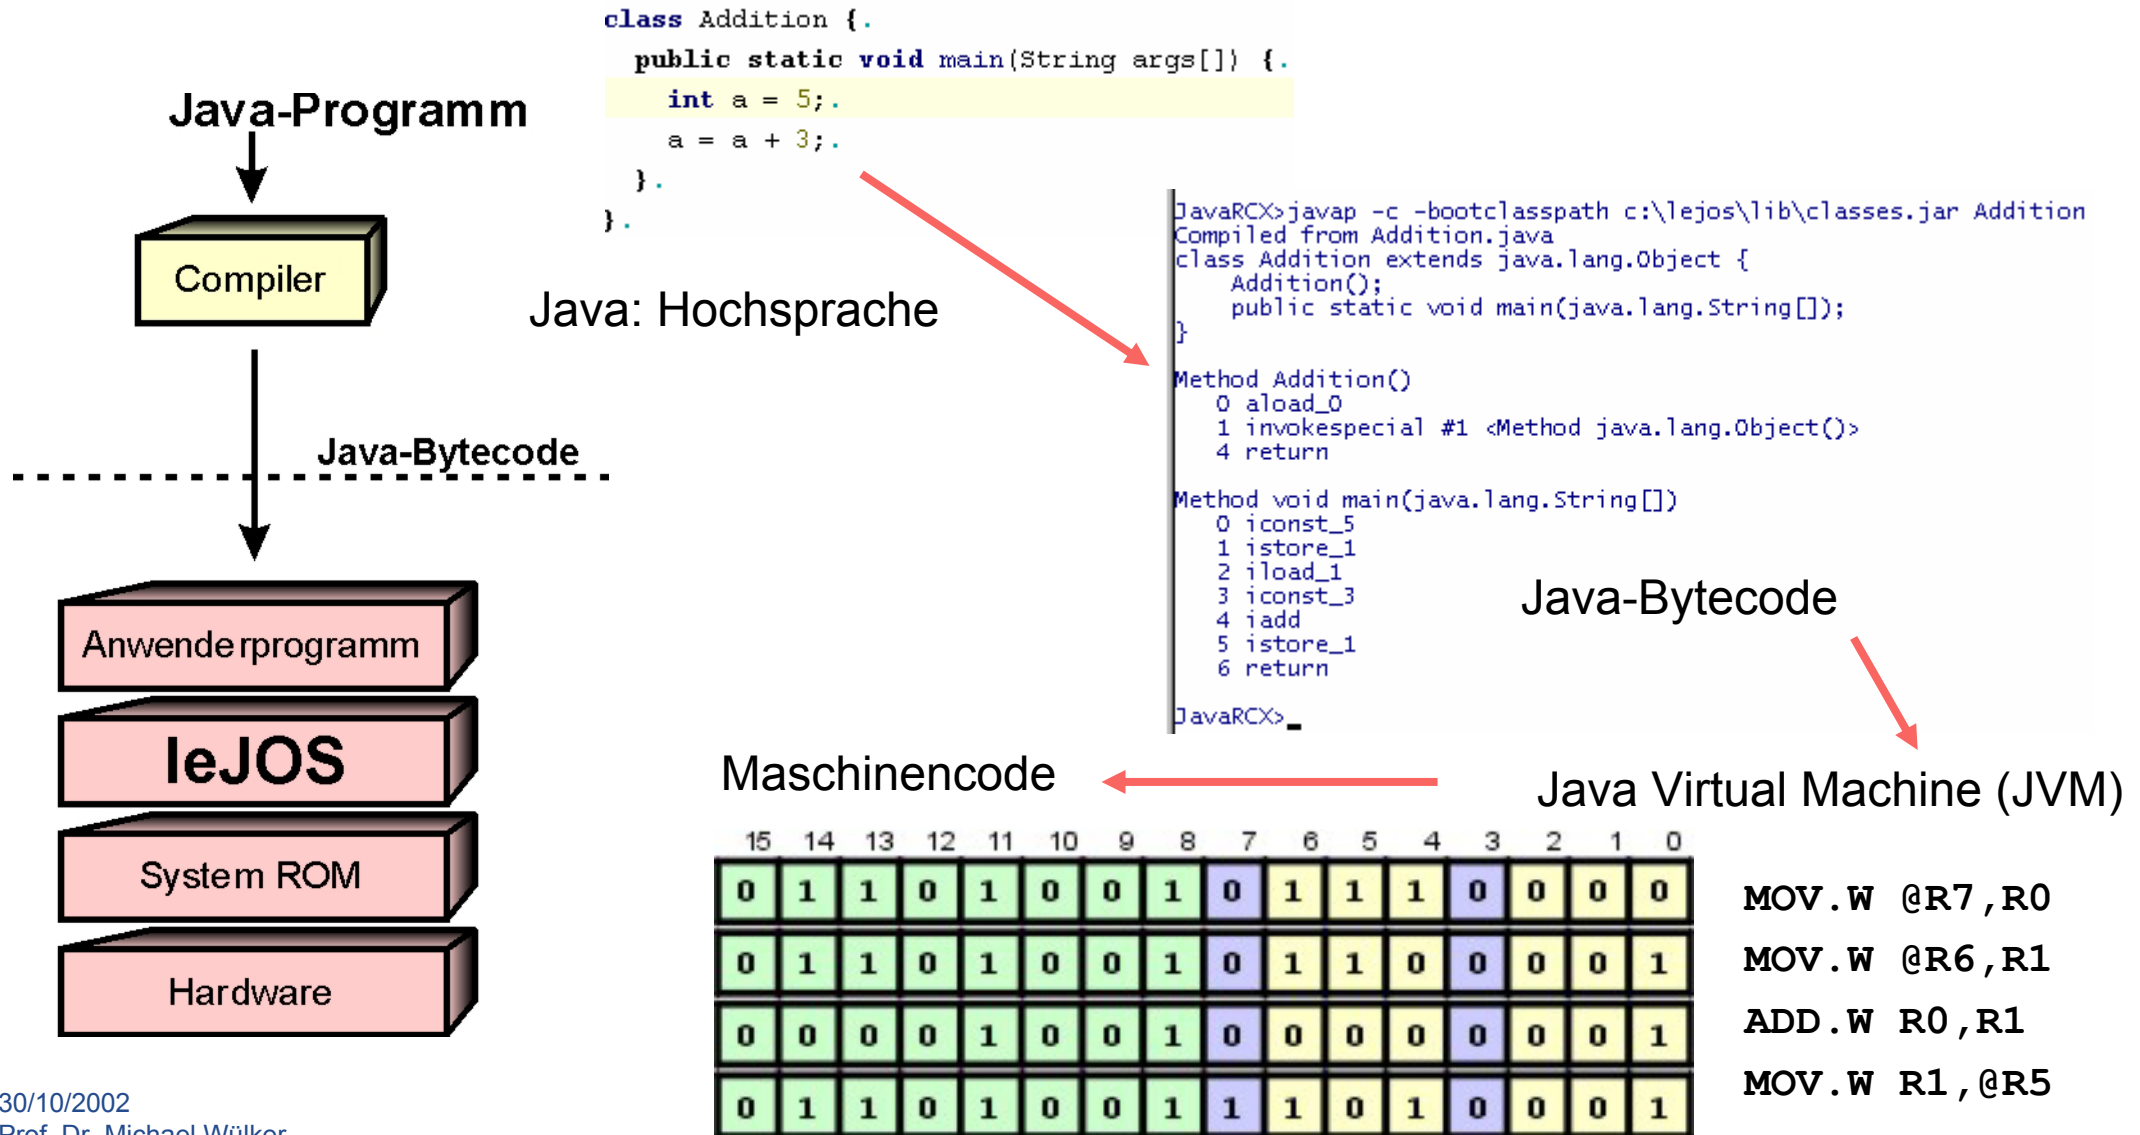 class Addition {.
public static void main(String args[]) {.
int a = 5;.
a = a + 3;.
}.
}.
Java-Programm
Compiler
Java: Hochsprache
Java-Bytecode
Anwenderprogramm
leJOS
System ROM
Hardware
JavaRCX>javap -c -bootclasspath c:\lejos\lib\classes.jar Addition
Compiled from Addition.java
class Addition extends java.lang.Object {
Addition();
public static void main(java.lang.String[]);
}
Method Addition()
0 aload_0
1 invokespecial #1 <Method java.lang.Object()>
4 return
Method void main(java.lang.String[])
0 iconst_5
1 istore_1
2 iload_1
3 iconst_3
4 iadd
5 istore_1
6 return
JavaRCX>_
Java-Bytecode
Java Virtual Machine (JVM)
Maschinencode
15 14 13 12 11 10 9 8 7 6 5 4 3 2 1 0
0 1 1 0 1 0 0 1 0 1 1 1 0 0 0 0
0 1 1 0 1 0 0 1 0 1 1 0 0 0 0 1
0 0 0 0 1 0 0 1 0 0 0 0 0 0 0 1
0 1 1 0 1 0 0 1 1 1 0 1 0 0 0 1
MOV.W @R7,R0
MOV.W @R6,R1
ADD.W R0,R1
MOV.W R1,@R5
30/10/2002
Prof. Dr. Michael Wülker